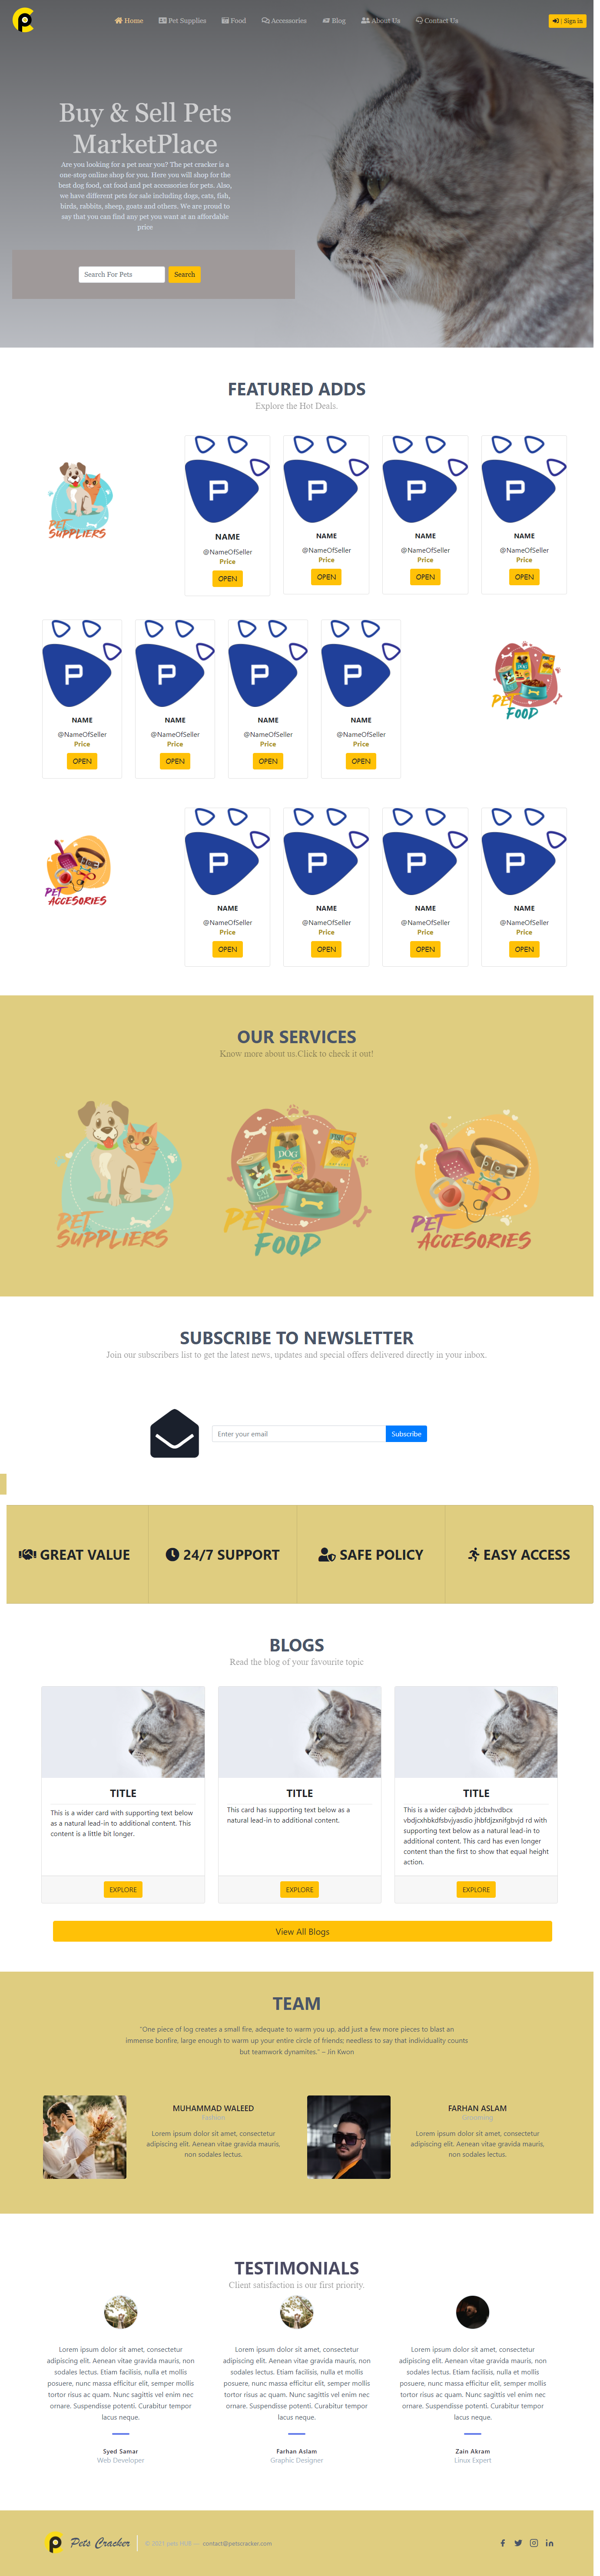 Home Pet Supplies Food Accessories Blog About Us Contact Us | Sign in
Buy & Sell Pets
MarketPlace
Are you looking for a pet near you? The pet cracker is a
one-stop online shop for you. Here you will shop for the
best dog food, cat food and pet accessories for pets. Also,
we have different pets for sale including dogs, cats, fish,
birds, rabbits, sheep, goats and others. We are proud to
say that you can find any pet you want at an affordable
price
Search For Pets Search
FEATURED ADDS
Explore the Hot Deals.
PET
SUPPLIERS
P P P P
NAME NAME NAME NAME
@NameOfSeller @NameOfSeller @NameOfSeller @NameOfSeller
Price Price Price Price
OPEN OPEN OPEN OPEN
P P P P
NAME NAME NAME NAME
@NameOfSeller @NameOfSeller @NameOfSeller @NameOfSeller
Price Price Price Price
OPEN OPEN OPEN OPEN
PET
FOOD
PET
ACCESORIES
P P P P
NAME NAME NAME NAME
@NameOfSeller @NameOfSeller @NameOfSeller @NameOfSeller
Price Price Price Price
OPEN OPEN OPEN OPEN
OUR SERVICES
Know more about us.Click to check it out!
PET
SUPPLIERS
DOG
CAT
PET
FOOD
PET
ACCESORIES
SUBSCRIBE TO NEWSLETTER
Join our subscribers list to get the latest news, updates and special offers delivered directly in your inbox.
Enter your email Subscribe
GREAT VALUE 24/7 SUPPORT SAFE POLICY EASY ACCESS
BLOGS
Read the blog of your favourite topic
TITLE
This is a wider card with supporting text below
as a natural lead-in to additional content. This
content is a little bit longer.
EXPLORE
TITLE
This card has supporting text below as a
natural lead-in to additional content.
EXPLORE
TITLE
This is a wider cajbdvb jdcbxhvdbcx
vbdjcxhbkdfsbvjyasdio jhbfdjzxnifgbvjd rd with
supporting text below as a natural lead-in to
additional content. This card has even longer
content than the first to show that equal height
action.
EXPLORE
View All Blogs
TEAM
"One piece of log creates a small fire, adequate to warm you up, add just a few more pieces to blast an
immense bonfire, large enough to warm up your entire circle of friends; needless to say that individuality counts
but teamwork dynamites." – Jin Kwon
MUHAMMAD WALEED
Fashion
Lorem ipsum dolor sit amet, consectetur
adipiscing elit. Aenean vitae gravida mauris,
non sodales lectus.
FARHAN ASLAM
Grooming
Lorem ipsum dolor sit amet, consectetur
adipiscing elit. Aenean vitae gravida mauris,
non sodales lectus.
TESTIMONIALS
Client satisfaction is our first priority.
Lorem ipsum dolor sit amet, consectetur
adipiscing elit. Aenean vitae gravida mauris, non
sodales lectus. Etiam facilisis, nulla et mollis
posuere, nunc massa efficitur elit, semper mollis
tortor risus ac quam. Nunc sagittis vel enim nec
ornare. Suspendisse potenti. Curabitur tempor
lacus neque.
Syed Samar
Web Developer
Lorem ipsum dolor sit amet, consectetur
adipiscing elit. Aenean vitae gravida mauris, non
sodales lectus. Etiam facilisis, nulla et mollis
posuere, nunc massa efficitur elit, semper mollis
tortor risus ac quam. Nunc sagittis vel enim nec
ornare. Suspendisse potenti. Curabitur tempor
lacus neque.
Farhan Aslam
Graphic Designer
Lorem ipsum dolor sit amet, consectetur
adipiscing elit. Aenean vitae gravida mauris, non
sodales lectus. Etiam facilisis, nulla et mollis
posuere, nunc massa efficitur elit, semper mollis
tortor risus ac quam. Nunc sagittis vel enim nec
ornare. Suspendisse potenti. Curabitur tempor
lacus neque.
Zain Akram
Linux Expert
Pets Cracker © 2021 pets HUB — contact@petscracker.com